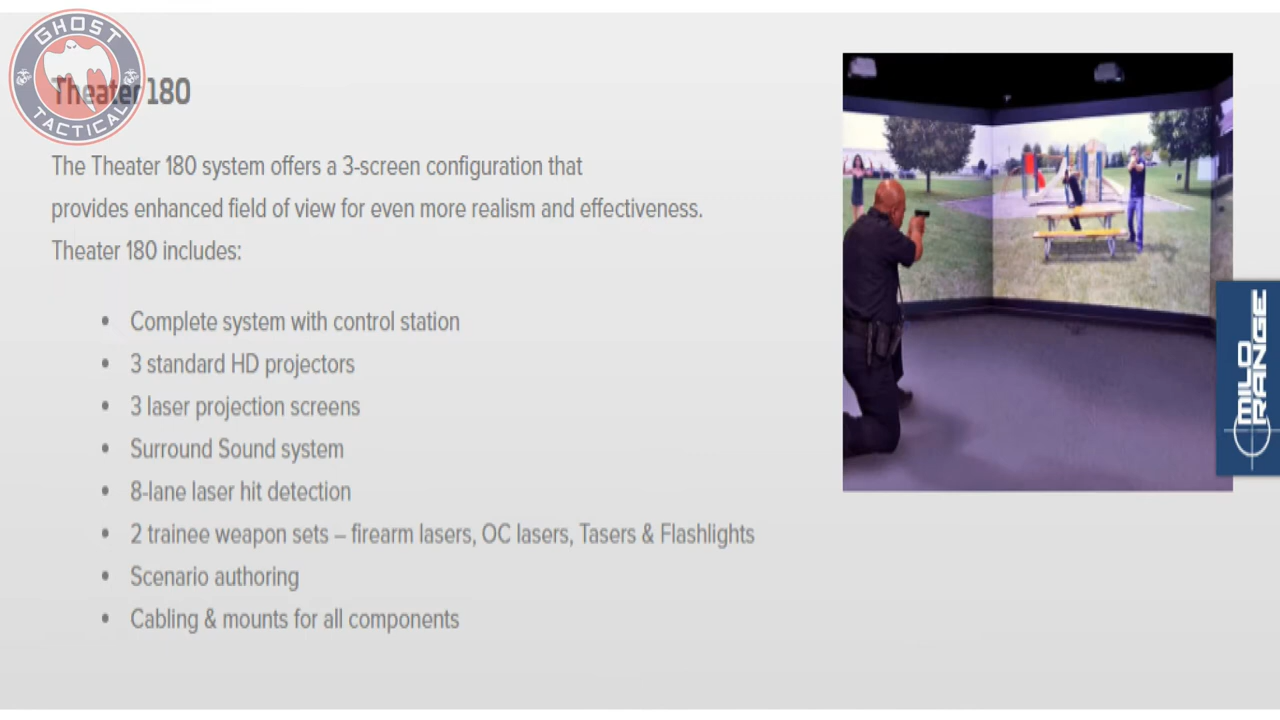 GHOST
TACTICAL
Theater 180
The Theater 180 system offers a 3-screen configuration that
provides enhanced field of view for even more realism and effectiveness.
Theater 180 includes:
• Complete system with control station
• 3 standard HD projectors
• 3 laser projection screens
• Surround Sound system
• 8-lane laser hit detection
• 2 trainee weapon sets – firearm lasers, OC lasers, Tasers & Flashlights
• Scenario authoring
• Cabling & mounts for all components
MILO
RANGE